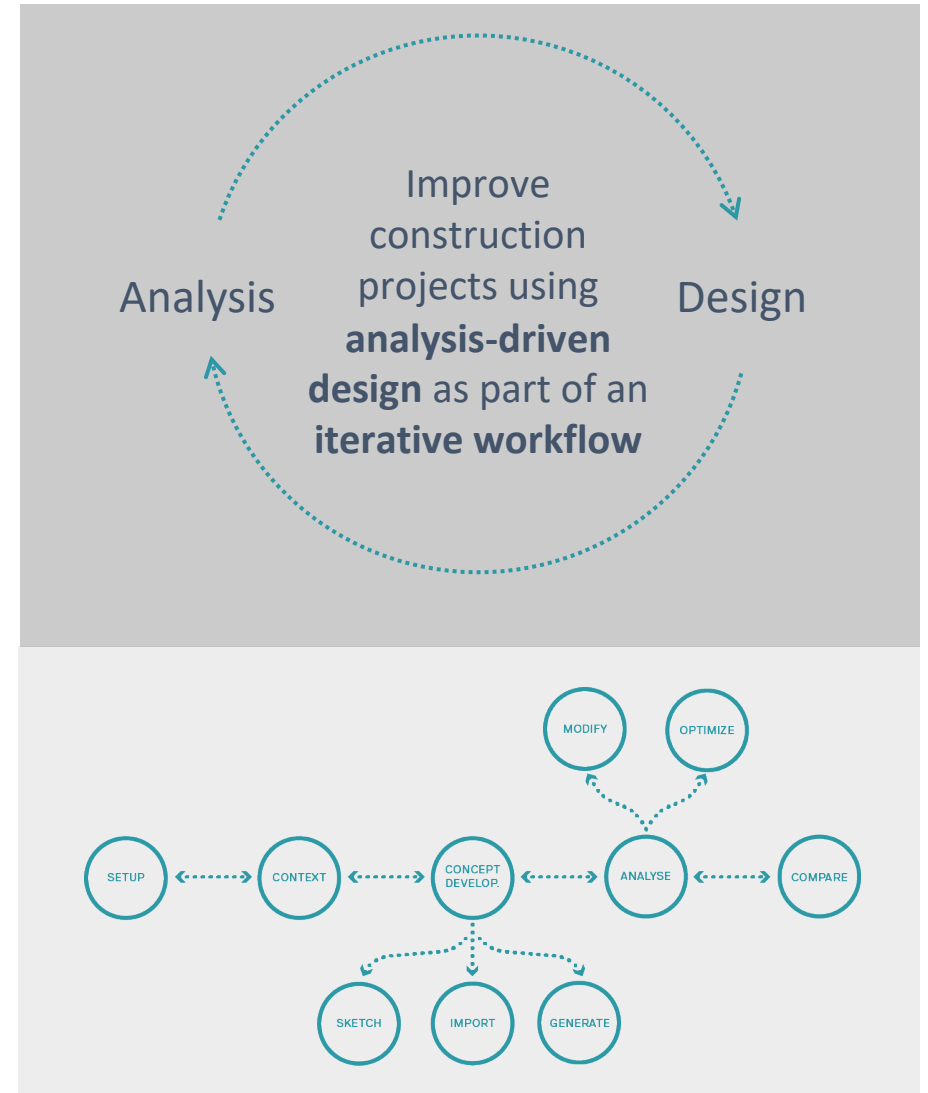 Improve
construction
projects using
analysis-driven
design as part of an
iterative workflow
Analysis
Design
MODIFY
OPTIMIZE
SETUP
CONTEXT
CONCEPT
DEVELOP.
ANALYSE
COMPARE
SKETCH
IMPORT
GENERATE